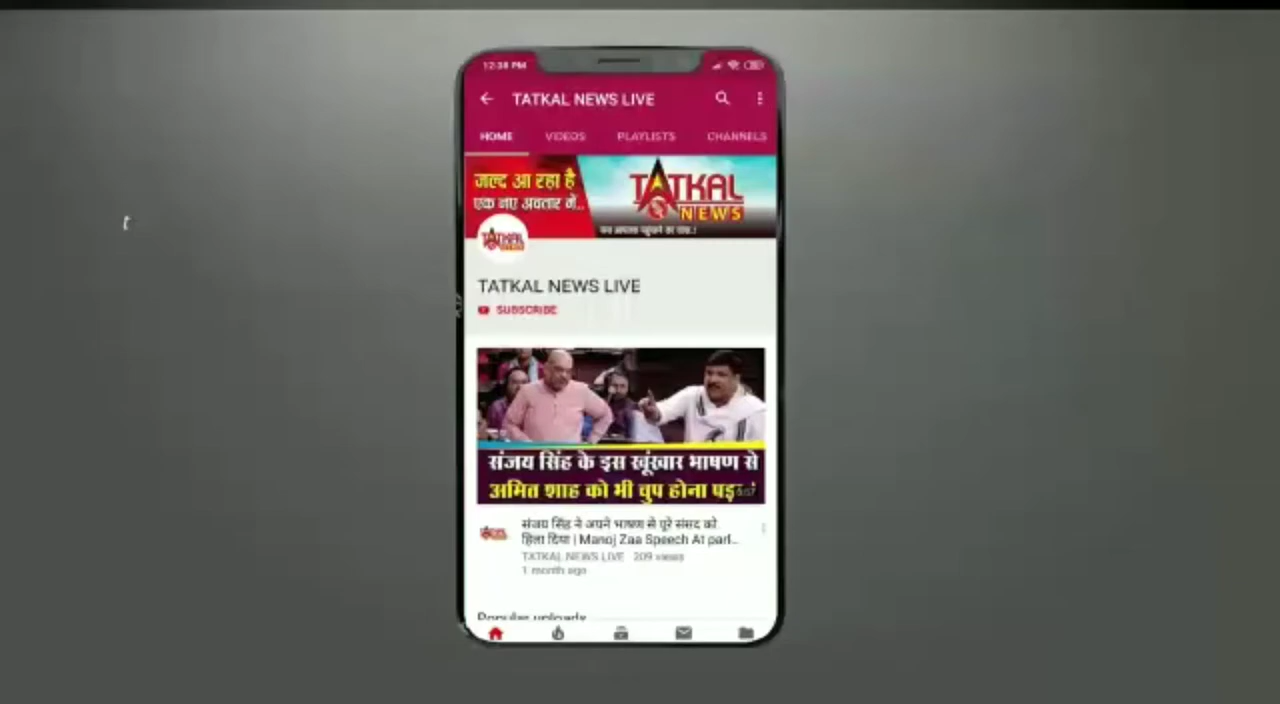 t
12:38 PM
TATKAL NEWS LIVE
HOME VIDEOS PLAYLISTS CHANNELS
जल्द आ रहा है
एक नए अवतार में..
TATKAL
NEWS
TATKAL
TATKAL NEWS LIVE
SUBSCRIBE
संजय सिंह के इस खूंखार भाषण से
अमित शाह को भी चुप होना पड़
संजय सिंह ने अपने भाषण से पूरे संसद को
हिला दिया | Manoj Zaa Speech At parl..
TATKAL NEWS LIVE 209 views
1 month ago
Popular uploads